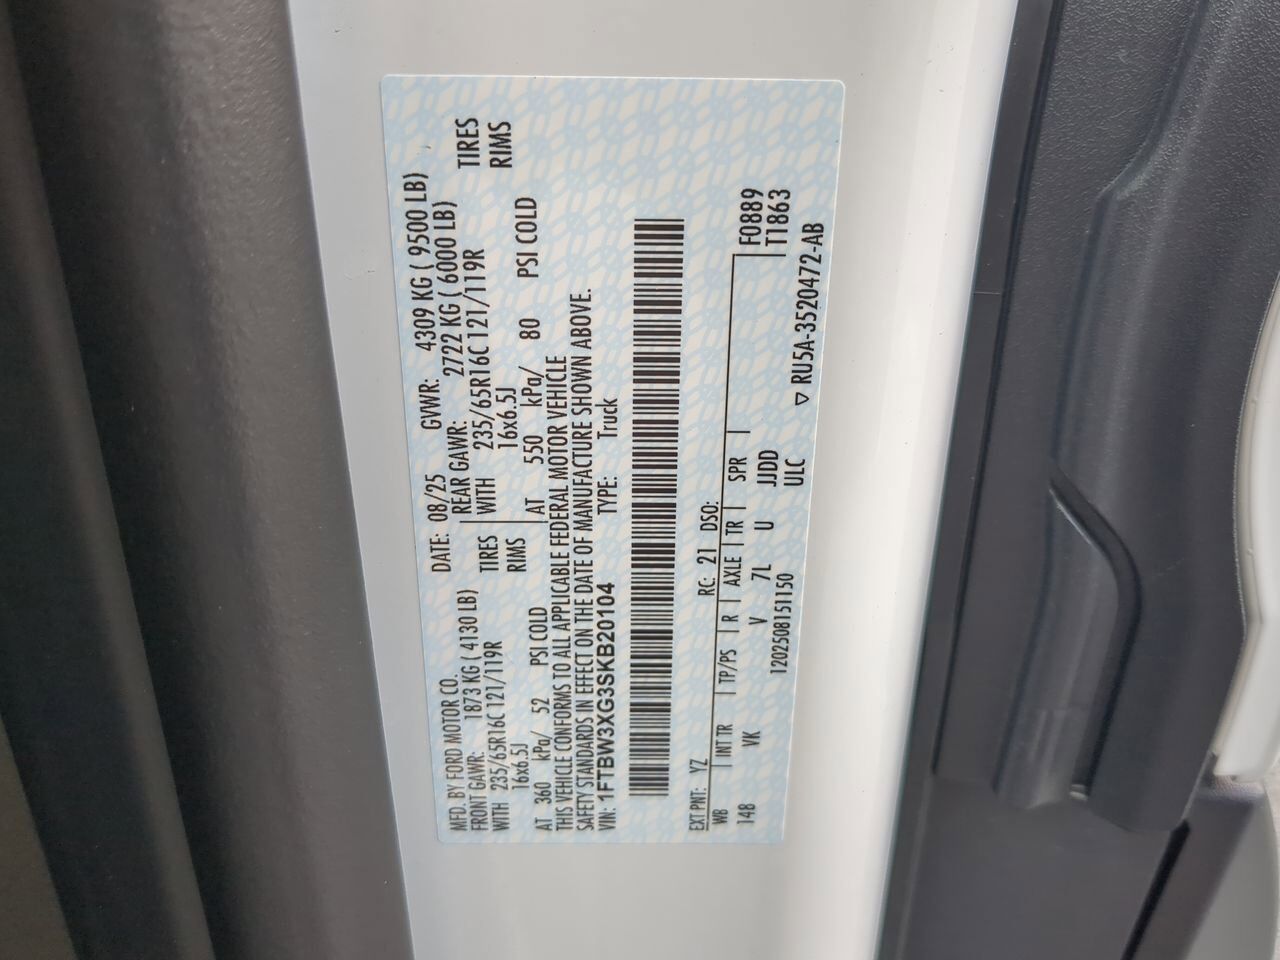 MFD. BY FORD MOTOR CO.
DATE: 08/25 GVWR: 4309 KG ( 9500 LB)
FRONT GAWR: 1873 KG ( 4130 LB) REAR GAWR: 2722 KG ( 6000 LB)
WITH 235/65R16C 121/119R TIRES WITH 235/65R16C 121/119R TIRES
16x6.5J RIMS 16x6.5J RIMS
AT 360 kPa/ 52 PSI COLD AT 550 kPa/ 80 PSI COLD
THIS VEHICLE CONFORMS TO ALL APPLICABLE FEDERAL MOTOR VEHICLE
SAFETY STANDARDS IN EFFECT ON THE DATE OF MANUFACTURE SHOWN ABOVE.
VIN: 1FTBW3XG3SKB20104 TYPE: Truck
EXT PNT: YZ RC: 21 DSO:
WB INT TR TP/PS R AXLE TR SPR F0889
148 VK V 7L U JJDD T1863
1202508151150 ULC
▽ RU5A-3520472-AB